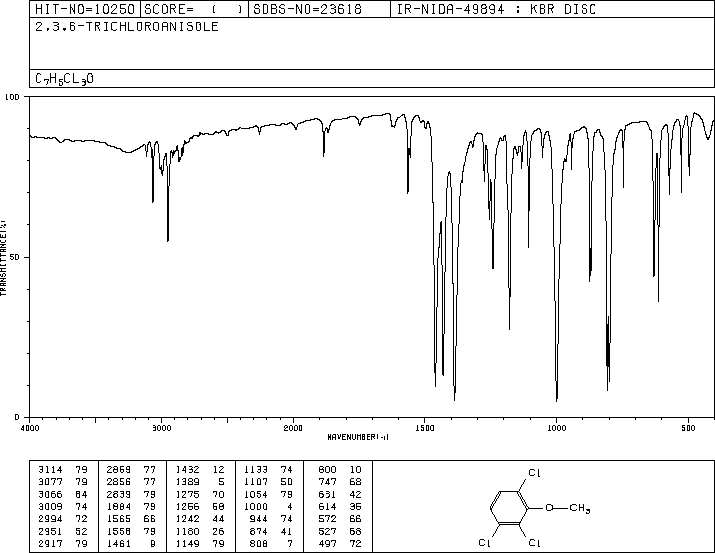 HIT-NO=10250 SCORE= ( ) SDBS-NO=23618 IR-NIDA-49894 : KBR DISC
2,3,6-TRICHLOROANISOLE
C7H5CL3O
100
50
0
TRANSMITTANCE(%)
4000 3000 2000 1500 1000 500
WAVENUMBER(-1)
3114 79 2869 77 1432 12 1133 74 800 10
3077 79 2856 77 1389 5 1107 50 747 68
3066 64 2839 79 1275 70 1054 79 631 42
3009 74 1884 79 1256 58 1000 4 614 35
2994 72 1565 66 1242 44 944 74 572 66
2951 52 1558 79 1180 26 874 41 527 68
2917 79 1461 9 1149 79 808 7 497 72
Cl
O—CH3
Cl Cl